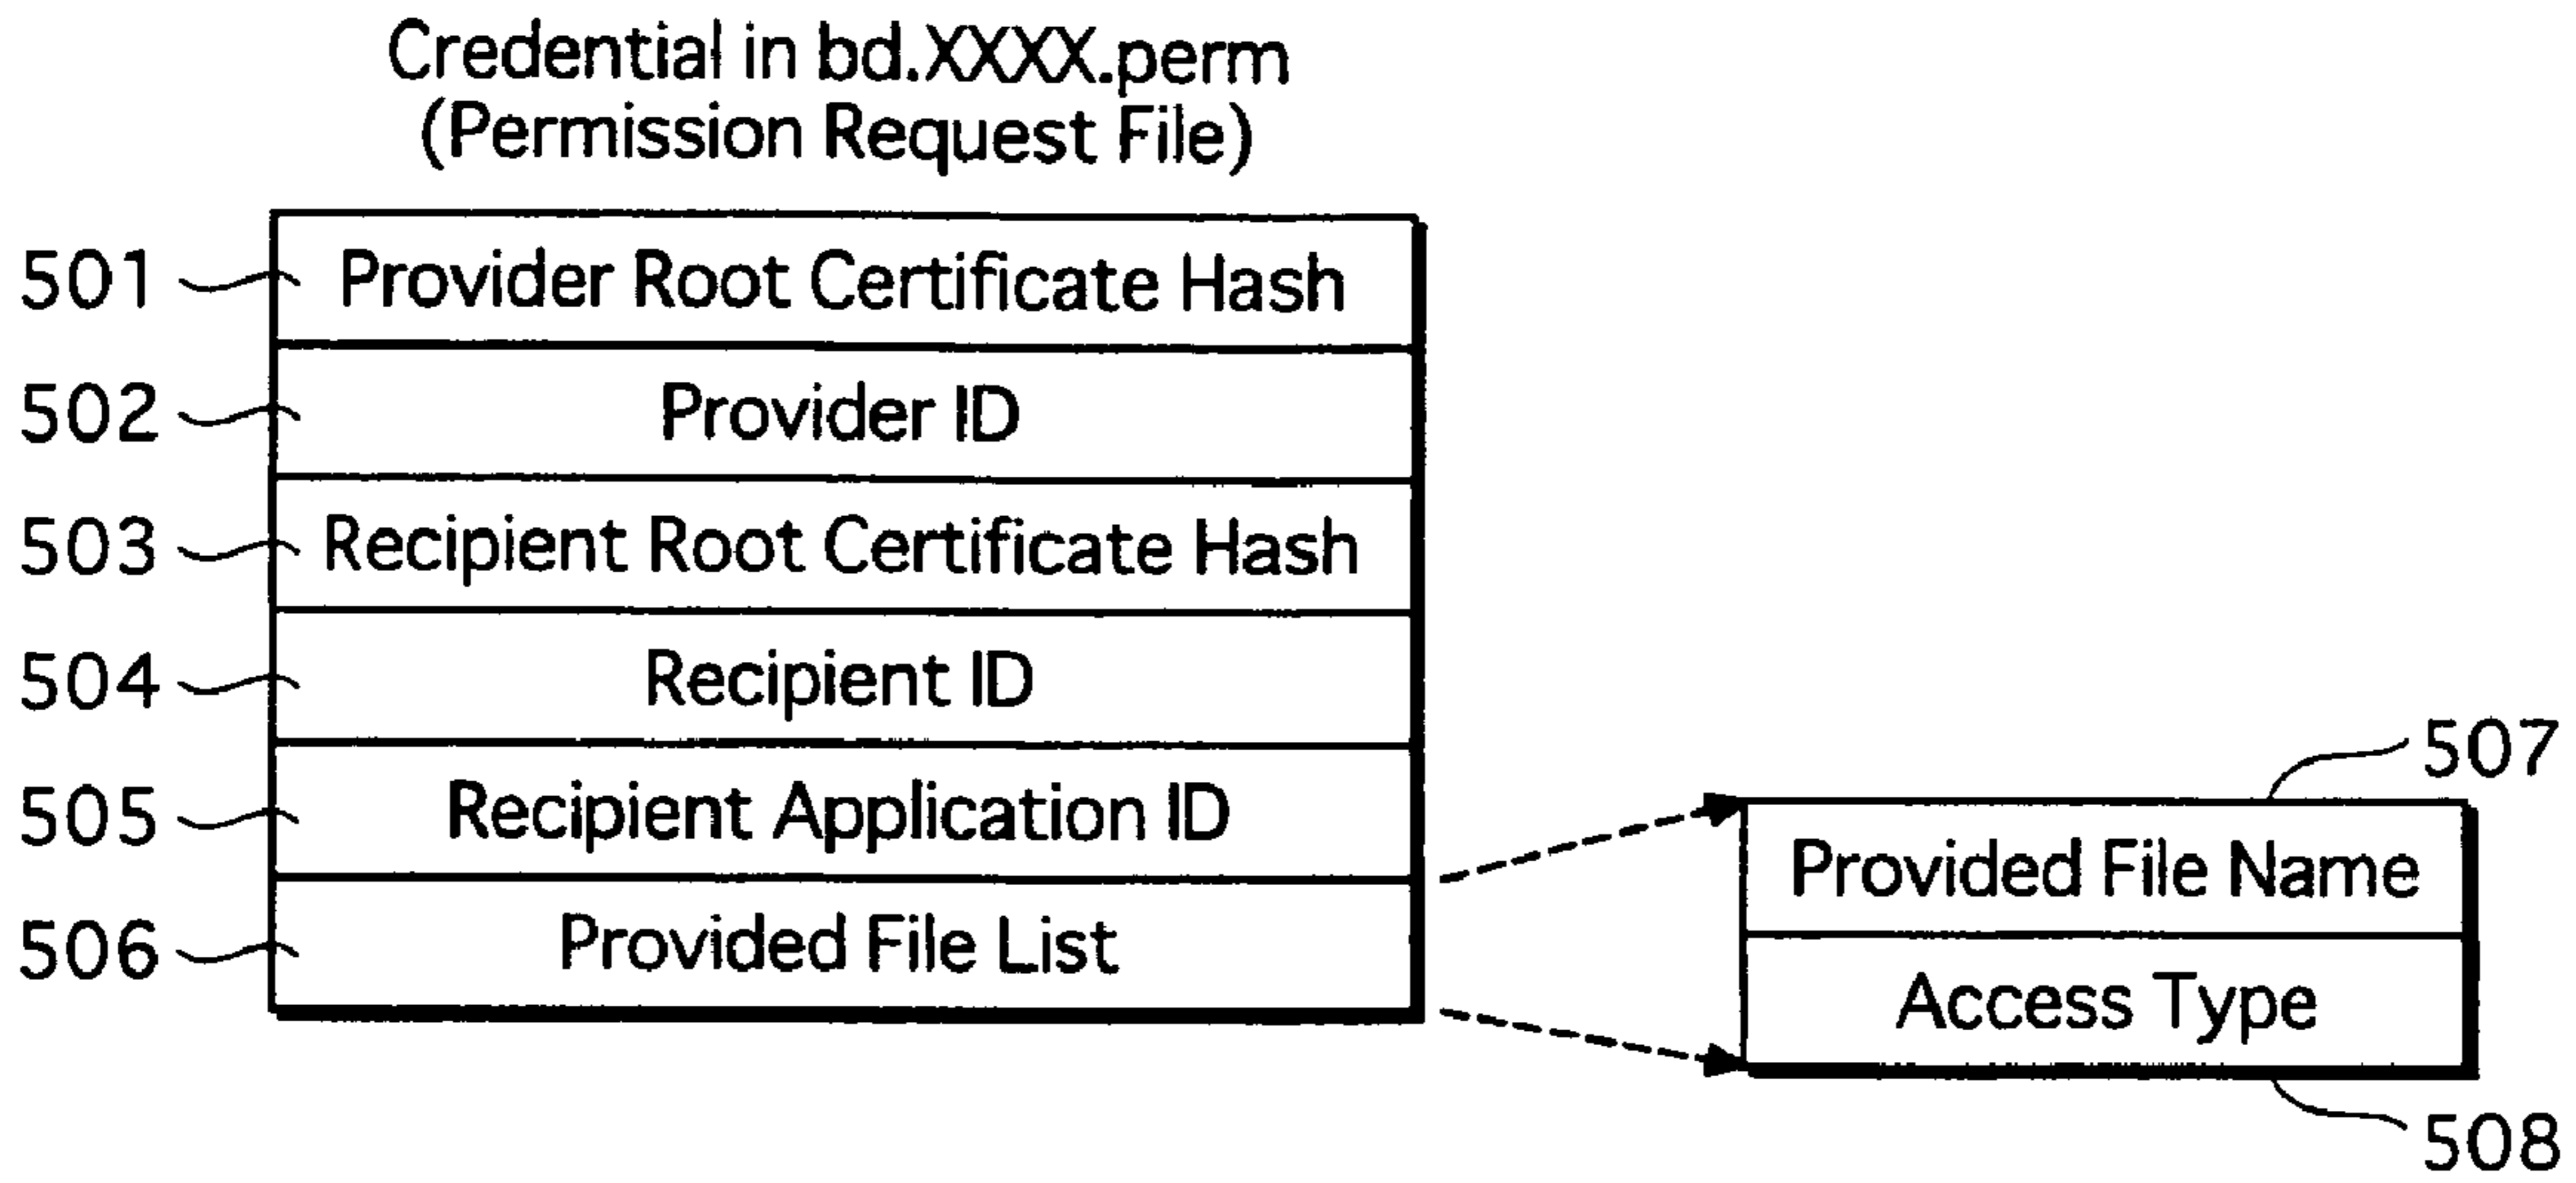 Credential in bd.XXXX.perm
(Permission Request File)
501 Provider Root Certificate Hash
502 Provider ID
503 Recipient Root Certificate Hash
504 Recipient ID
505 Recipient Application ID
506 Provided File List
507
Provided File Name
Access Type
508